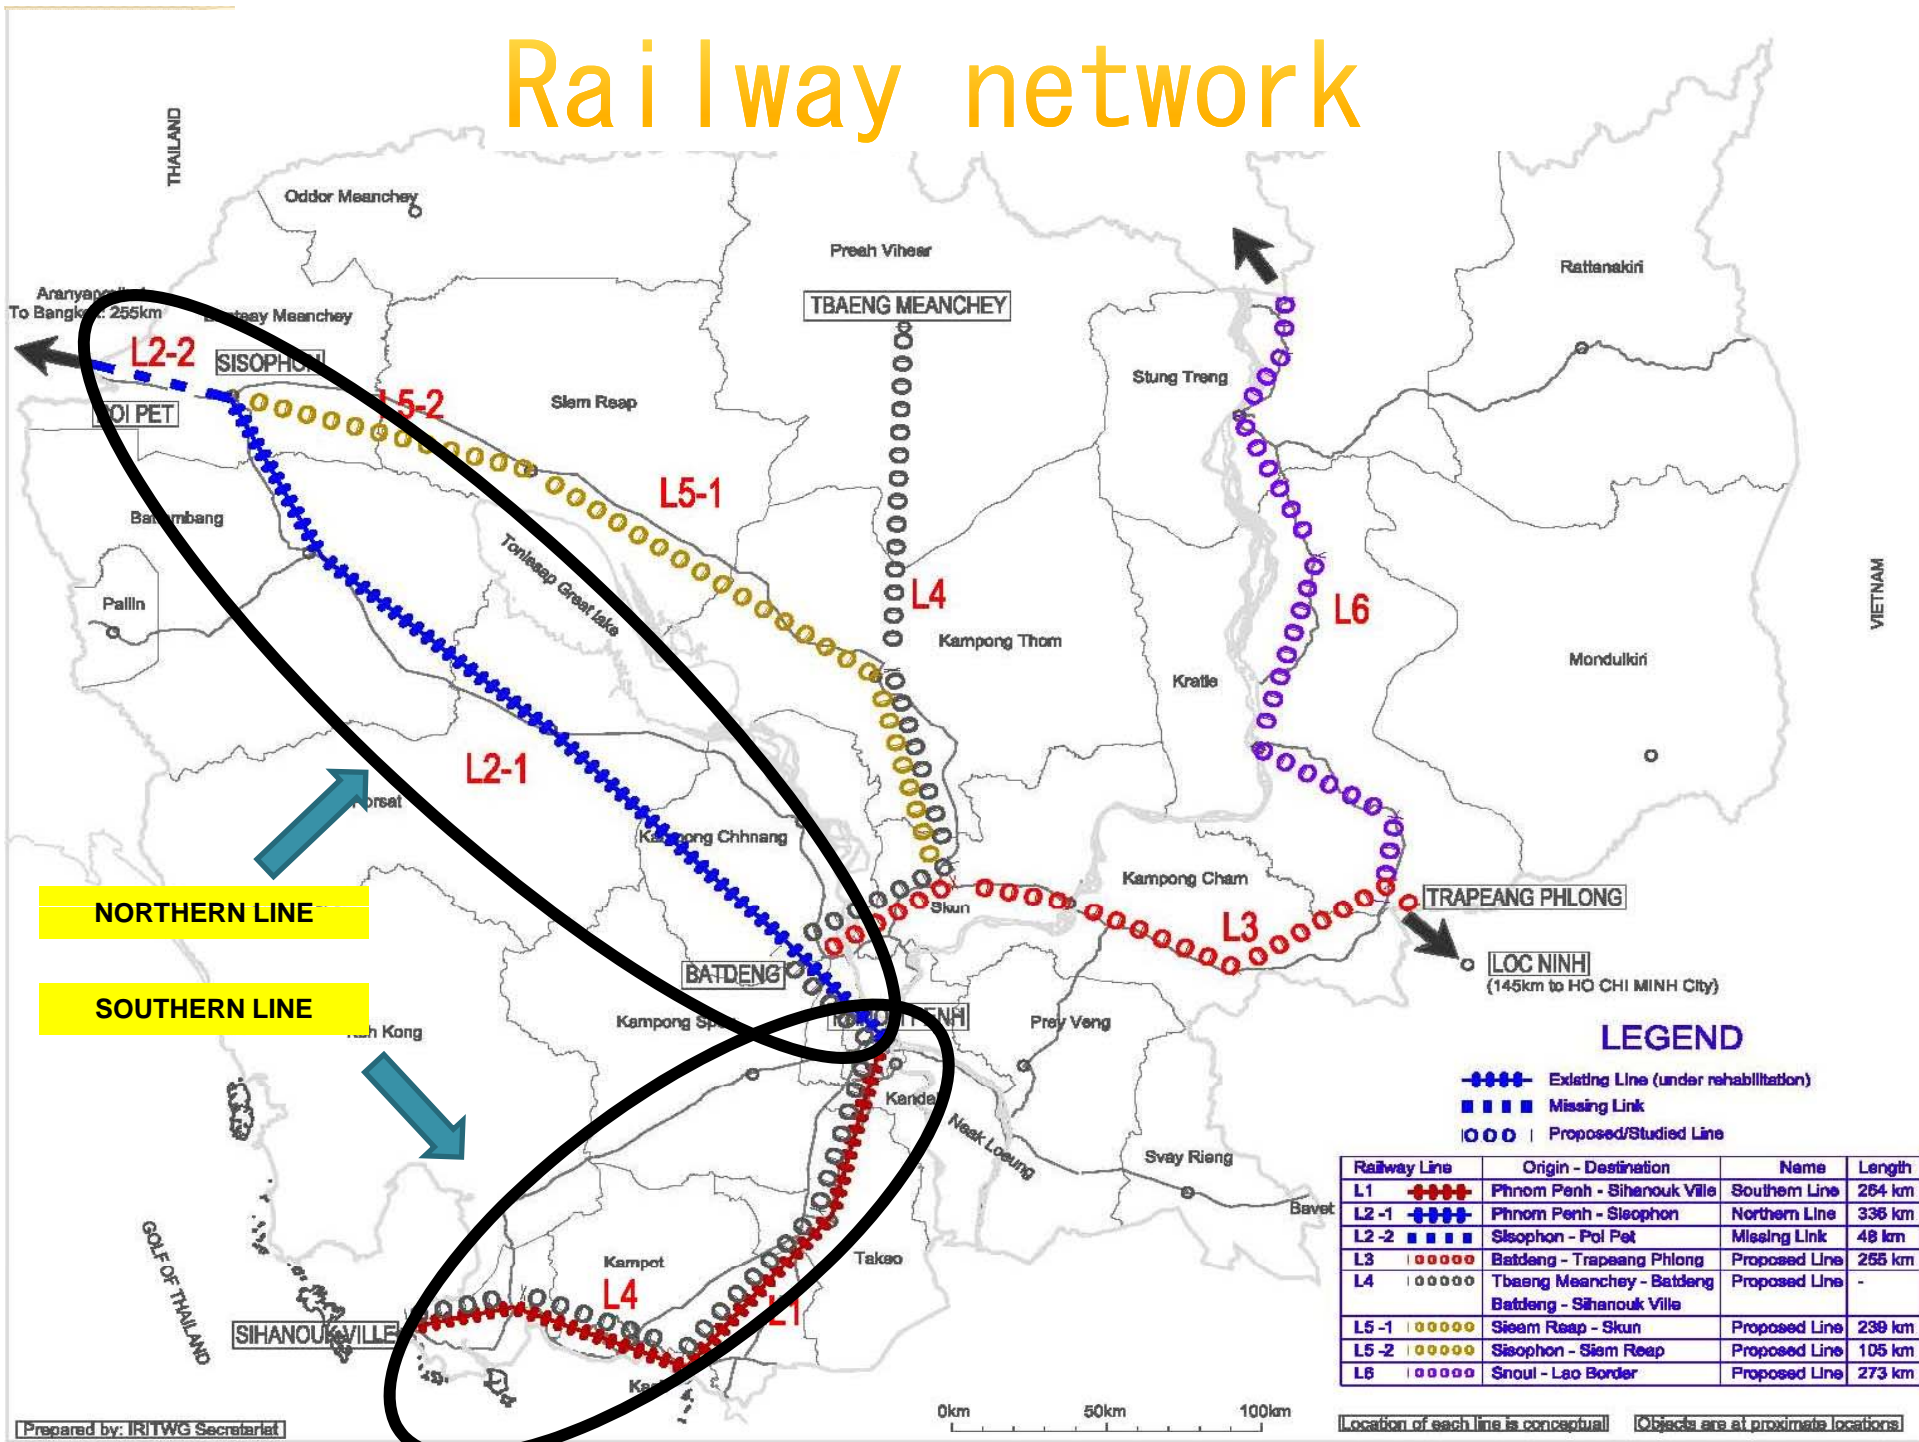 Railway network
THAILAND
Oddor Meanchey
Preah Vihear
Rattanakiri
To Bangkok: 255km
Banteay Meanchey
TBAENG MEANCHEY
L2-2
SISOPHON
Stung Treng
L5-2
Siem Reap
POI PET
L5-1
Battambang
Tonlesap Great lake
VIETNAM
Pailin
L4
L6
Kampong Thom
Mondulkiri
Kratie
L2-1
Porsat
Kampong Chhnang
Kampong Cham
TRAPEANG PHLONG
NORTHERN LINE
Skun
L3
BATDENG
LOC NINH
(145km to HO CHI MINH City)
SOUTHERN LINE
Koh Kong
Kampong Speu
PHNOM PENH
Prey Veng
Kandal
Neak Loeung
Svay Rieng
Bavet
GOLF OF THAILAND
Kampot
Takeo
L4
L1
SIHANOUK VILLE
LEGEND
Existing Line (under rehabilitation)
Missing Link
Proposed/Studied Line
Railway Line Origin - Destination Name Length
L1 Phnom Penh - Sihanouk Ville Southern Line 264 km
L2 -1 Phnom Penh - Sisophon Northern Line 336 km
L2 -2 Sisophon - Poi Pet Missing Link 48 km
L3 Batdeng - Trapeang Phlong Proposed Line 255 km
L4 Tbaeng Meanchey - Batdeng Proposed Line -
Batdeng - Sihanouk Ville
L5 -1 Sieam Reap - Skun Proposed Line 239 km
L5 -2 Sisophon - Siem Reap Proposed Line 105 km
L6 Snoul - Lao Border Proposed Line 273 km
0km 50km 100km
Prepared by: IRITWG Secretariat
Location of each line is conceptual
Objects are at proximate locations